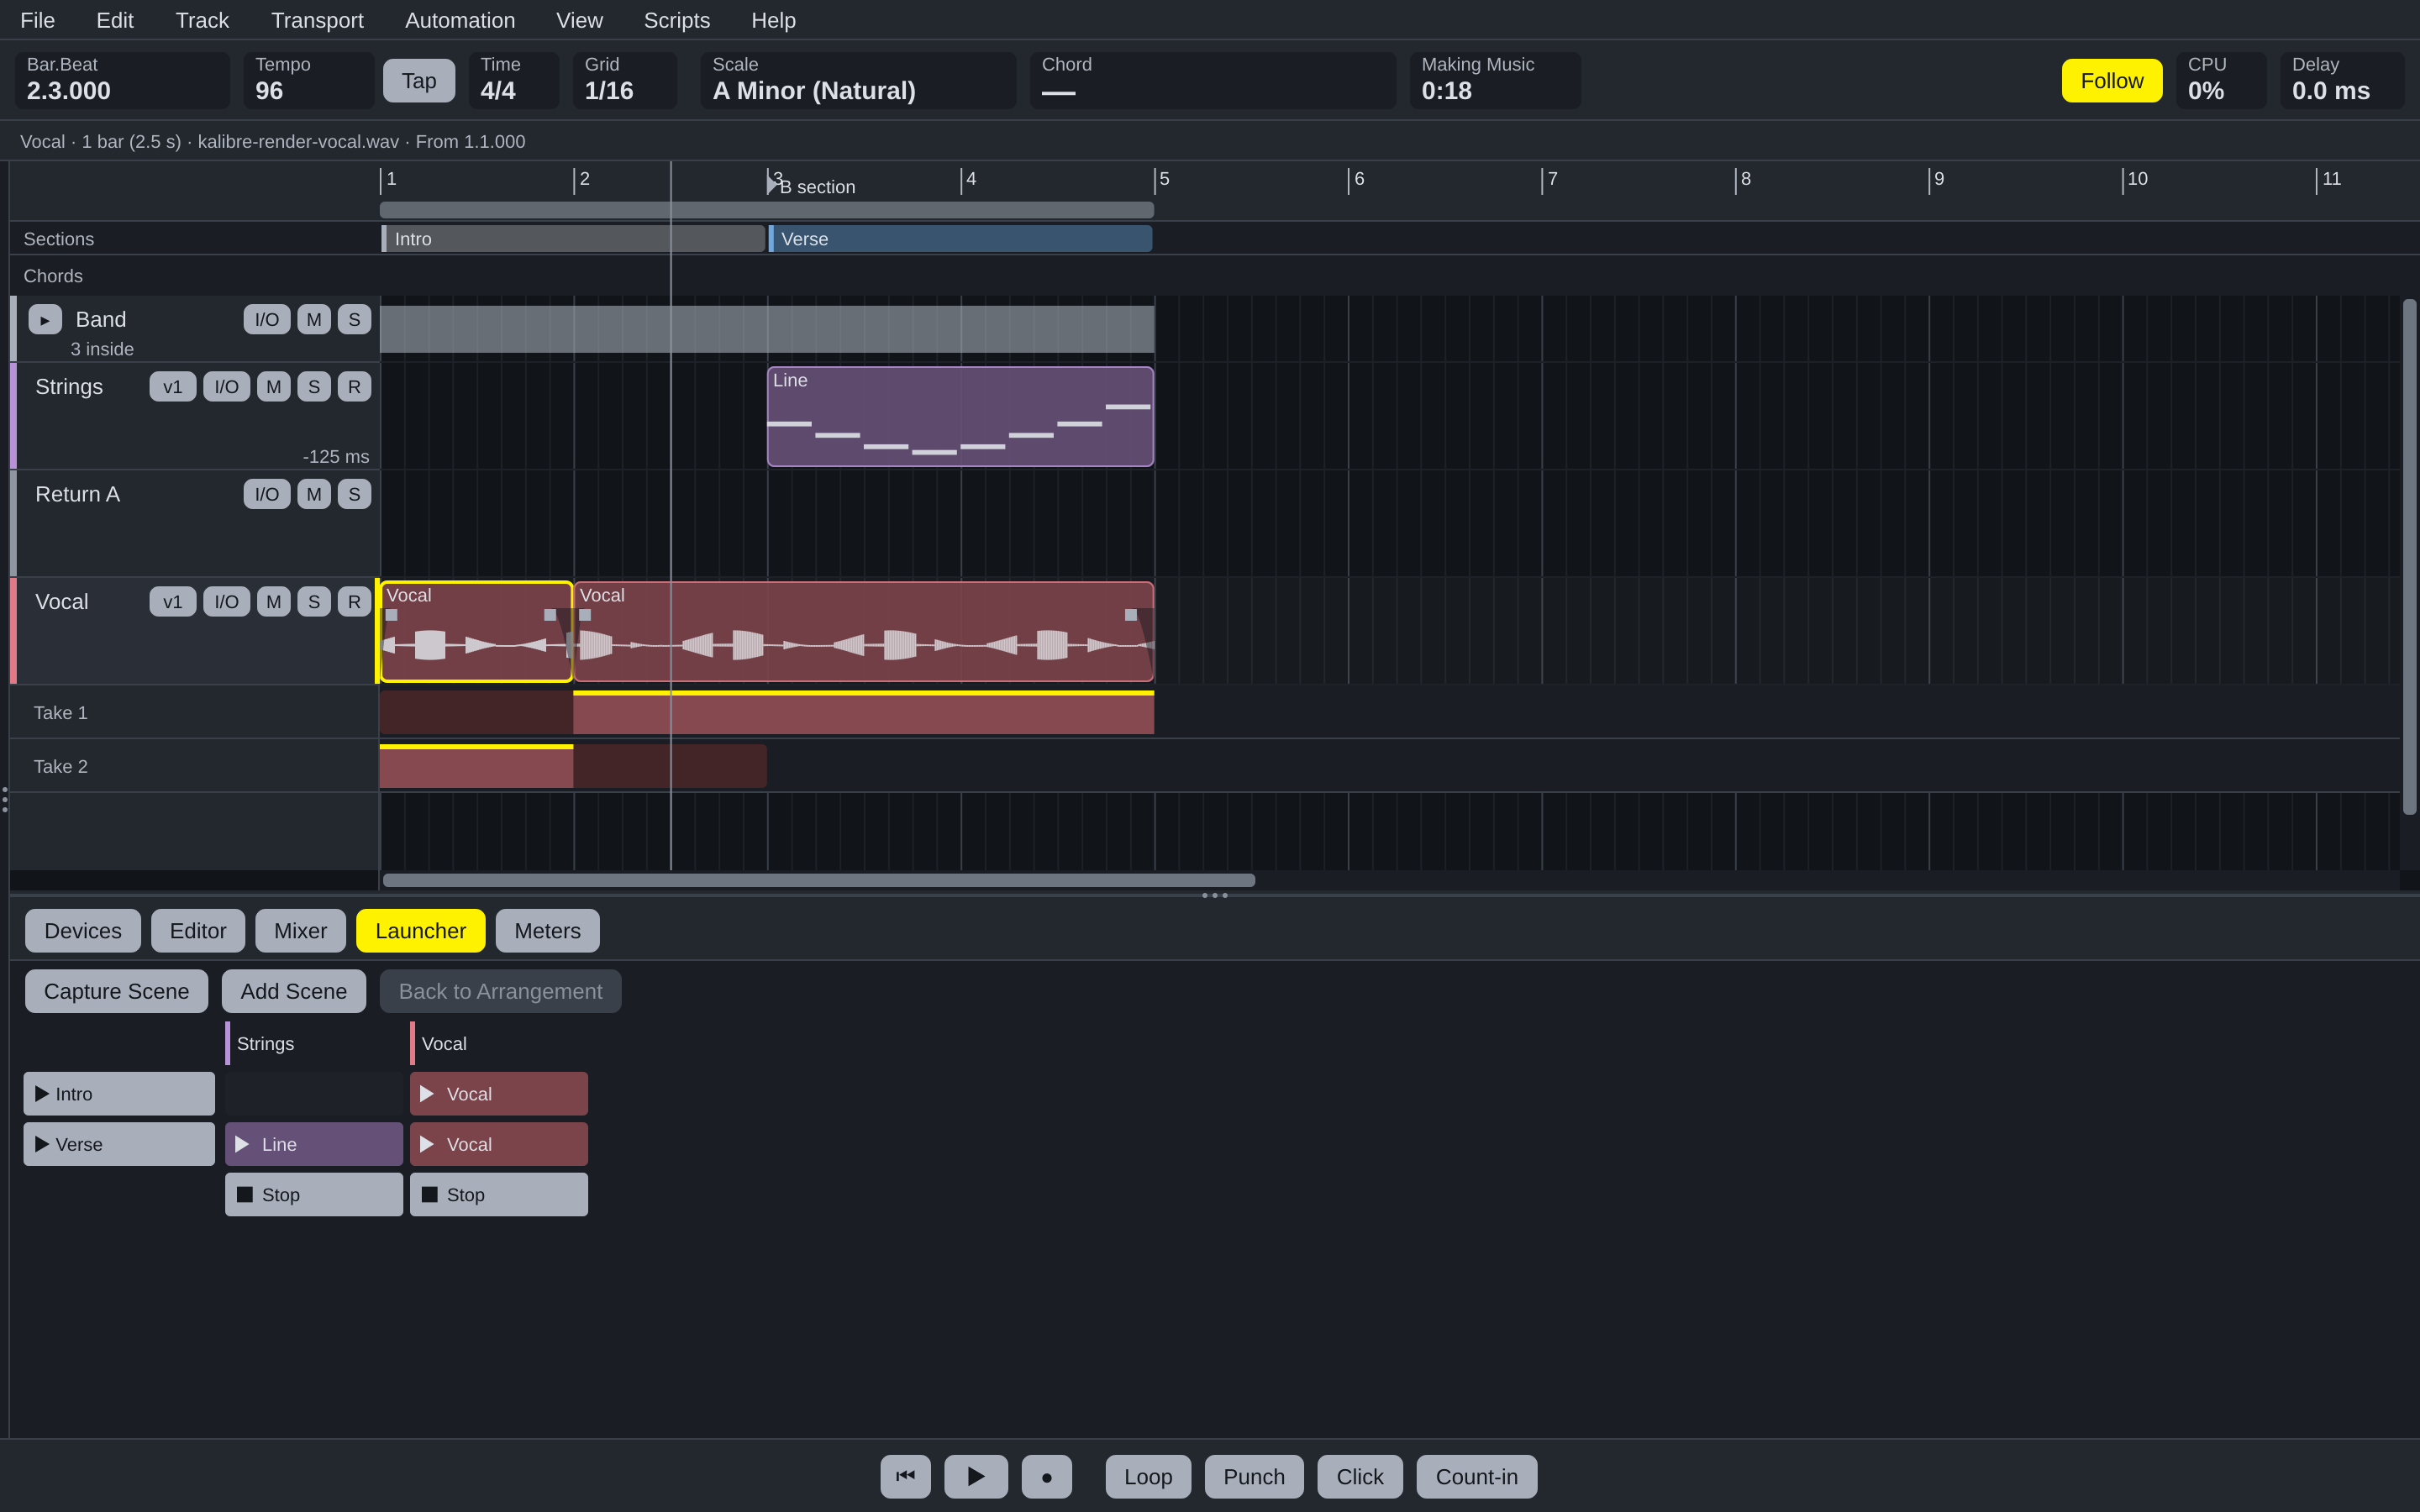 File Edit Track Transport Automation View Scripts Help
Bar.Beat Tempo Time Grid Scale Chord Making Music CPU Delay
2.3.000 96 Tap 4/4 1/16 A Minor (Natural) — 0:18 Follow 0% 0.0 ms
Vocal · 1 bar (2.5 s) · kalibre-render-vocal.wav · From 1.1.000
1 2 3 4 5 6 7 8 9 10 11
B section
Sections Intro Verse
Chords
Band I/O M S
3 inside
Strings v1 I/O M S R Line
-125 ms
Return A I/O M S
Vocal v1 I/O M S R Vocal Vocal
Take 1
Take 2
Devices Editor Mixer Launcher Meters
Capture Scene Add Scene Back to Arrangement
Strings Vocal
Intro Vocal
Verse Line Vocal
Stop Stop
Loop Punch Click Count-in